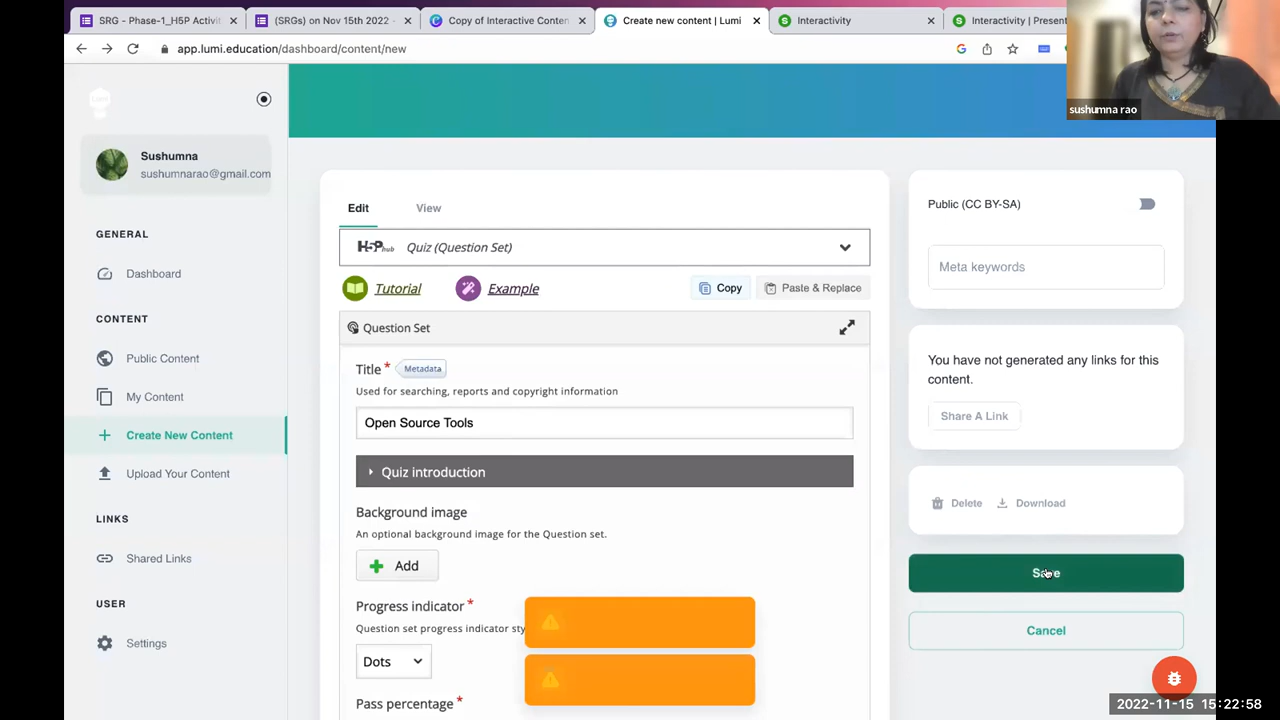 SRG - Phase-1_H5P Activit
(SRGs) on Nov 15th 2022 -
Copy of Interactive Conten
Create new content | Lumi
Interactivity
Interactivity | Present
app.lumi.education/dashboard/content/new
sushumna rao
Sushumna
sushumnarao@gmail.com
GENERAL
Dashboard
CONTENT
Public Content
My Content
Create New Content
Upload Your Content
LINKS
Shared Links
USER
Settings
Edit
View
H5P hub Quiz (Question Set)
Tutorial
Example
Copy
Paste & Replace
Question Set
Title * Metadata
Used for searching, reports and copyright information
Open Source Tools
Quiz introduction
Background image
An optional background image for the Question set.
Add
Progress indicator *
Question set progress indicator sty
Dots
Pass percentage *
Public (CC BY-SA)
Meta keywords
You have not generated any links for this
content.
Share A Link
Delete
Download
Save
Cancel
2022-11-15 15:22:58